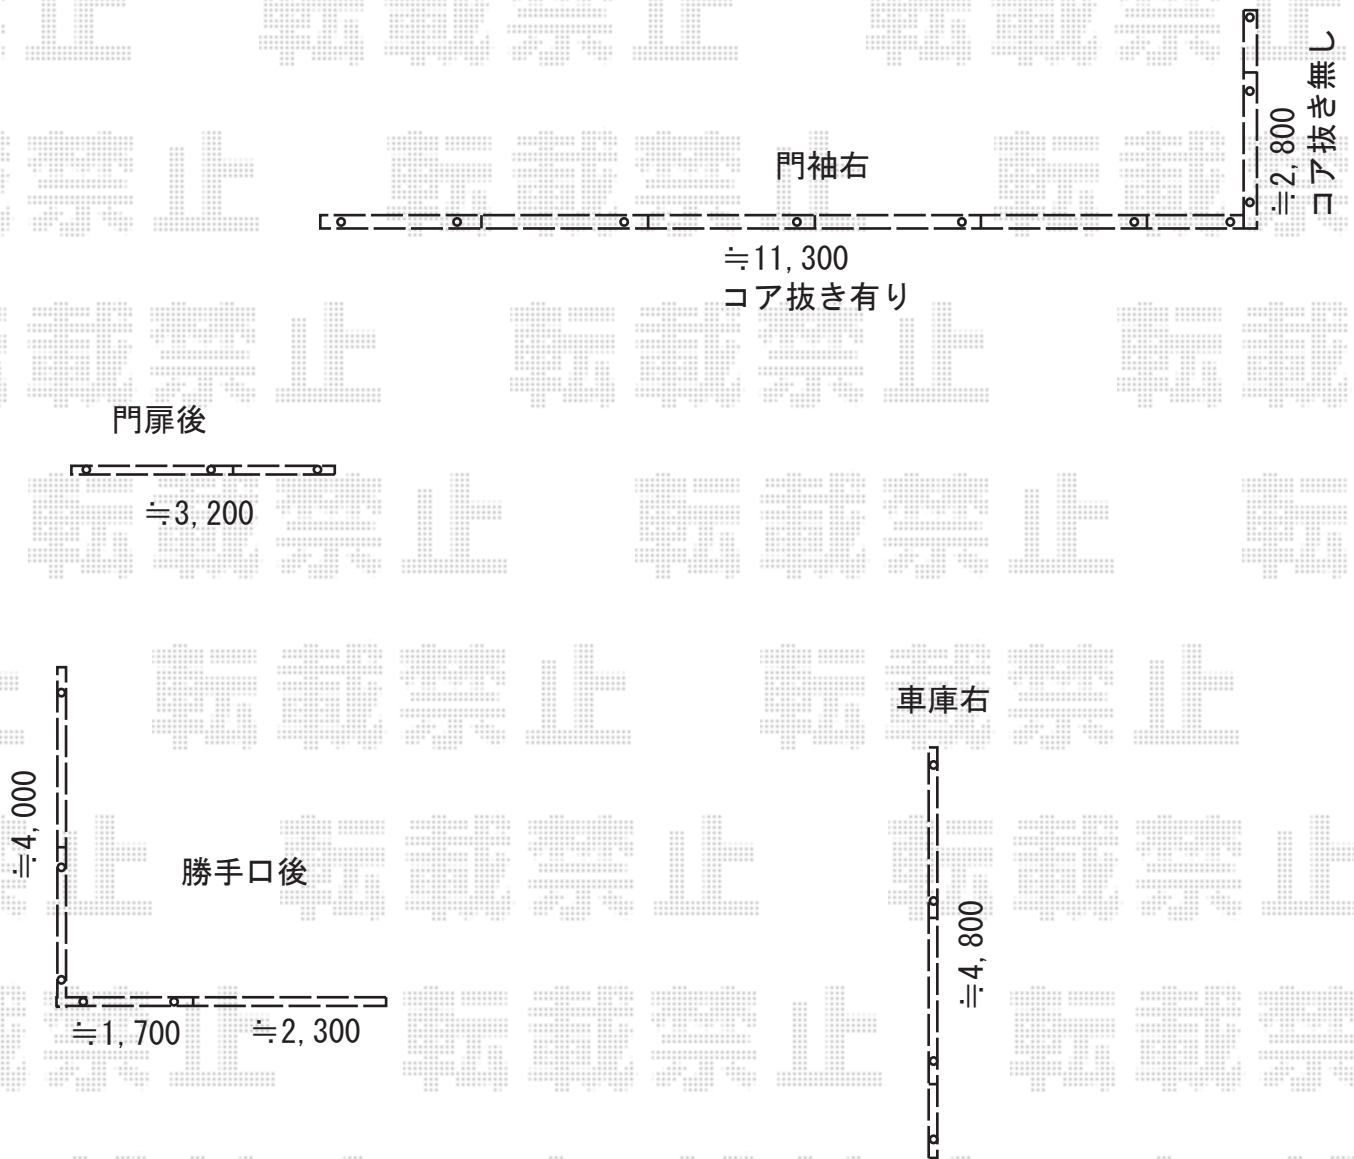 転載禁止
門袖右
≒2,800
コア抜き無し
≒11,300
コア抜き有り
門扉後
≒3,200
≒4,000
勝手口後
≒1,700
≒2,300
車庫右
≒4,800